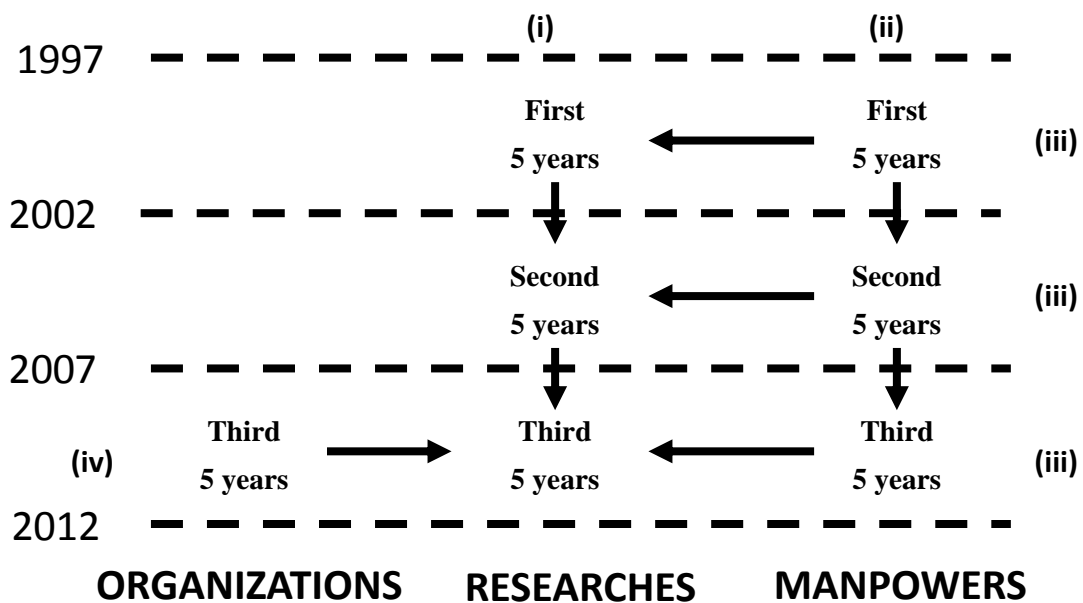 (i) (ii)
1997
First First
(iii)
5 years 5 years
2002
Second Second
(iii)
5 years 5 years
2007
Third Third Third
(iv) (iii)
5 years 5 years 5 years
2012
ORGANIZATIONS RESEARCHES MANPOWERS